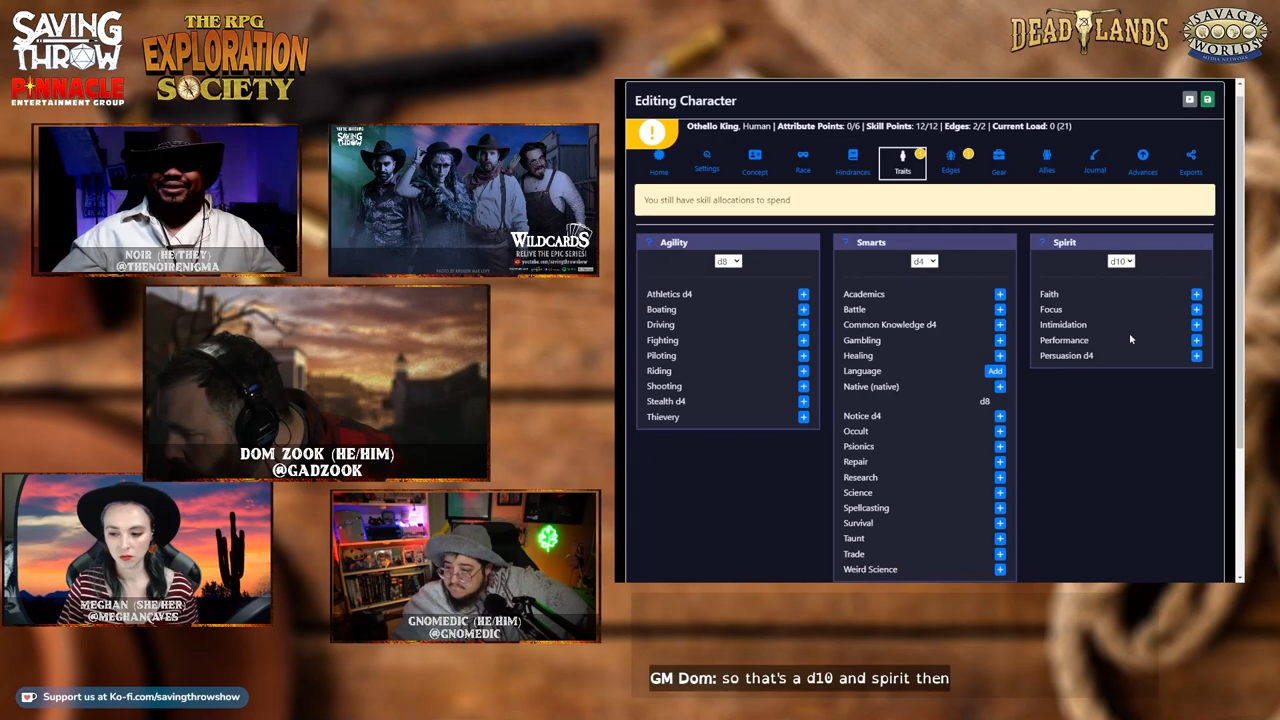 SAVING
THROW
PINNACLE
ENTERTAINMENT GROUP
THE RPG
EXPLORATION
SOCIETY
DEADLANDS
SAVAGE
WORLDS
MEDIA NETWORK
NOIR (HE/THEY)
@THENOIRENIGMA
SAVING
THROW
WILDCARDS
RELIVE THE EPIC SERIES!
DOM ZOOK (HE/HIM)
@GADZOOK
MEGHAN (SHE/HER)
@MEGHANCAVES
GNOMEDIC (HE/HIM)
@GNOMEDIC
Support us at Ko-fi.com/savingthrowshow
Editing Character
Othello King, Human | Attribute Points: 0/6 | Skill Points: 12/12 | Edges: 2/2 | Current Load: 0 (21)
Home
Settings
Concept
Race
Hindrances
Traits
Edges
Gear
Allies
Journal
Advances
Exports
You still have skill allocations to spend
Agility
d8
Athletics d4
Boating
Driving
Fighting
Piloting
Riding
Shooting
Stealth d4
Thievery
Smarts
d4
Academics
Battle
Common Knowledge d4
Gambling
Healing
Language Add
Native (native)
d8
Notice d4
Occult
Psionics
Repair
Research
Science
Spellcasting
Survival
Taunt
Trade
Weird Science
Spirit
d10
Faith
Focus
Intimidation
Performance
Persuasion d4
GM Dom: so that's a d10 and spirit then